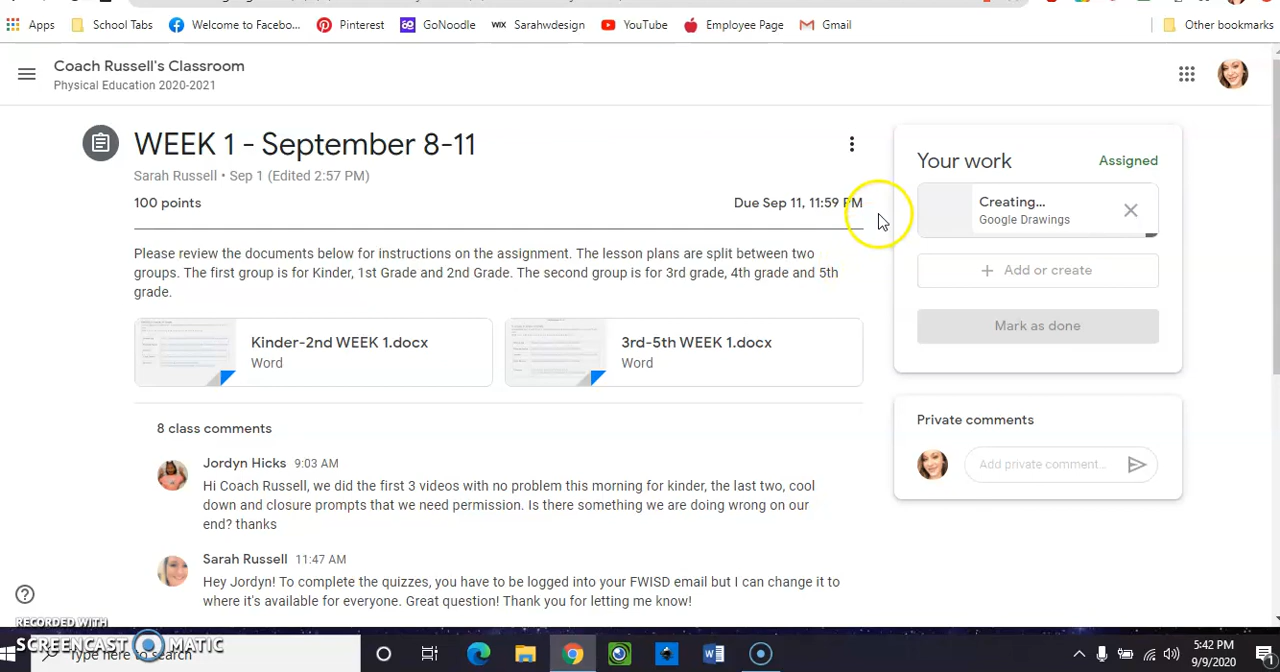 Apps School Tabs Welcome to Facebo... Pinterest GoNoodle Sarahwdesign YouTube Employee Page Gmail Other bookmarks
Coach Russell's Classroom
Physical Education 2020-2021
WEEK 1 - September 8-11
Sarah Russell • Sep 1 (Edited 2:57 PM)
100 points Due Sep 11, 11:59 PM
Please review the documents below for instructions on the assignment. The lesson plans are split between two
groups. The first group is for Kinder, 1st Grade and 2nd Grade. The second group is for 3rd grade, 4th grade and 5th
grade.
Kinder-2nd WEEK 1.docx
Word
3rd-5th WEEK 1.docx
Word
8 class comments
Jordyn Hicks 9:03 AM
Hi Coach Russell, we did the first 3 videos with no problem this morning for kinder, the last two, cool
down and closure prompts that we need permission. Is there something we are doing wrong on our
end? thanks
Sarah Russell 11:47 AM
Hey Jordyn! To complete the quizzes, you have to be logged into your FWISD email but I can change it to
where it's available for everyone. Great question! Thank you for letting me know!
Your work Assigned
Creating...
Google Drawings
+ Add or create
Mark as done
Private comments
Add private comment...
RECORDED WITH
SCREENCAST MATIC
Type here to search
5:42 PM
9/9/2020